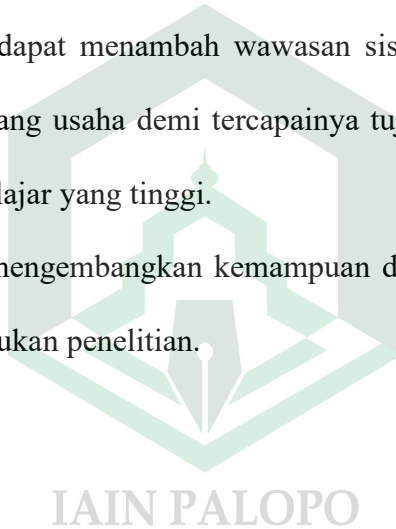 dapat menambah wawasan sis
ang usaha demi tercapainya tu
lajar yang tinggi.
mengembangkan kemampuan d
ukan penelitian.
IAIN PALOPO